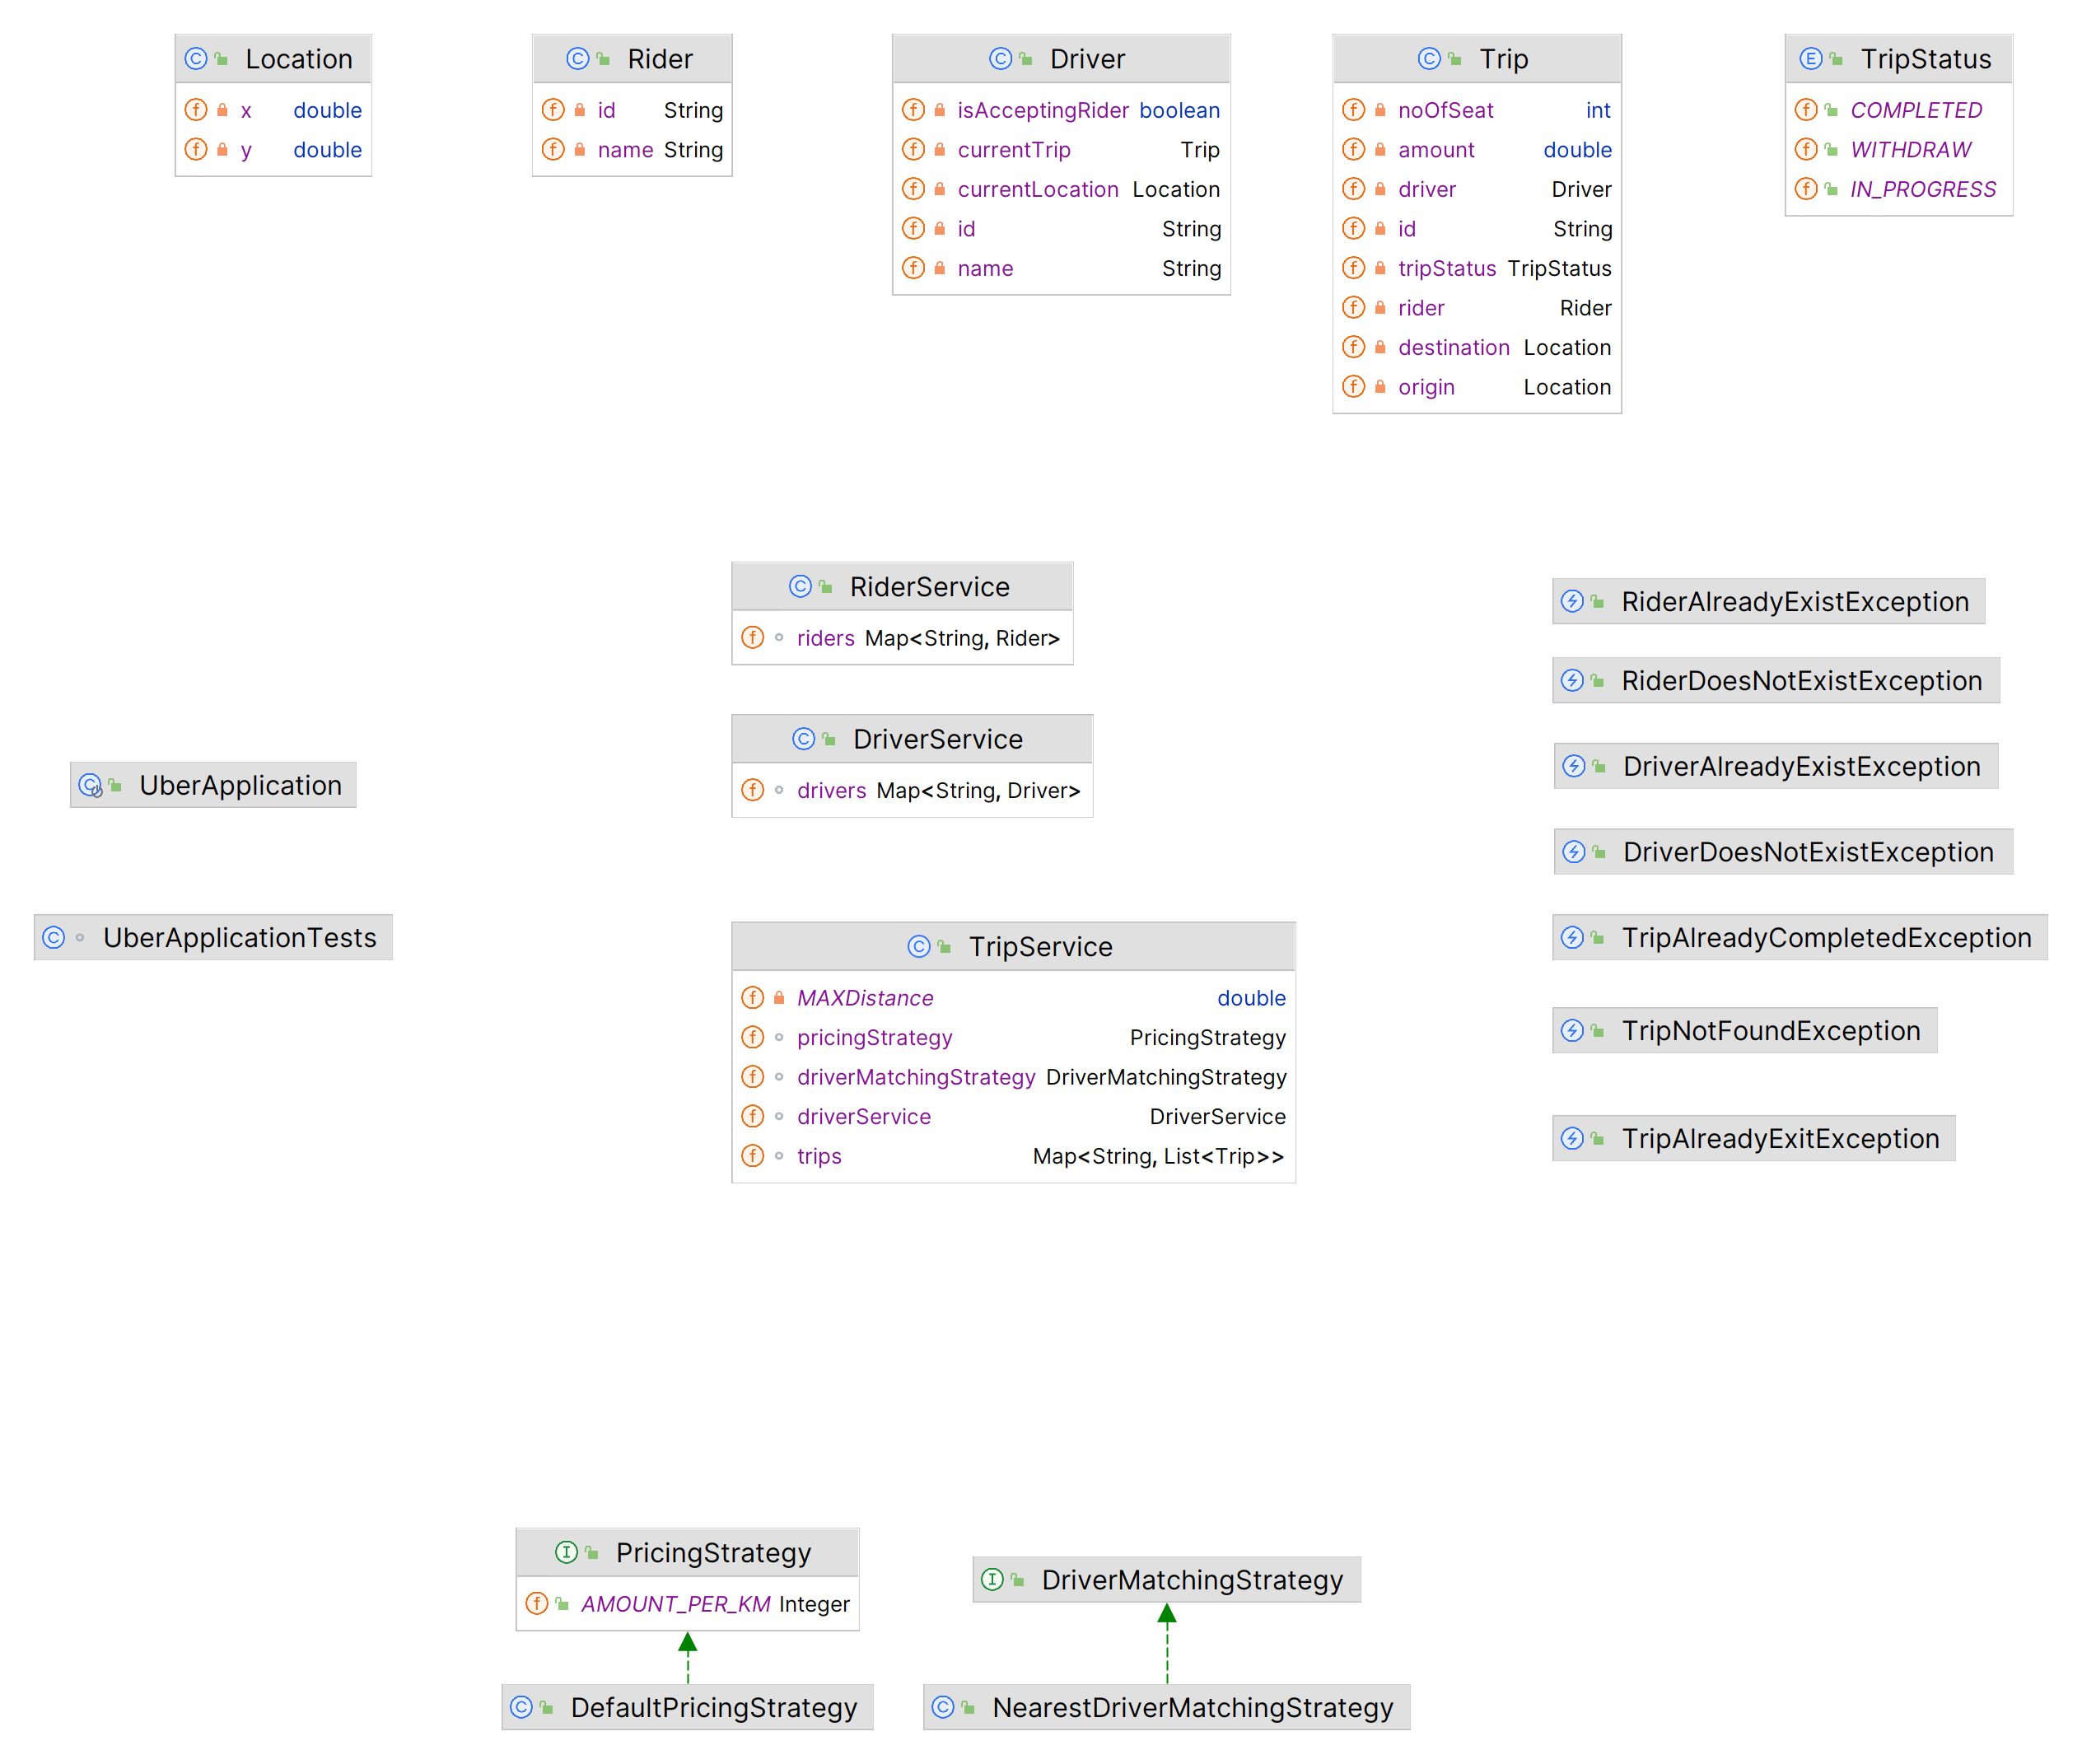 Location
x double
y double
Rider
id String
name String
Driver
isAcceptingRider boolean
currentTrip Trip
currentLocation Location
id String
name String
Trip
noOfSeat int
amount double
driver Driver
id String
tripStatus TripStatus
rider Rider
destination Location
origin Location
TripStatus
COMPLETED
WITHDRAW
IN_PROGRESS
RiderService
riders Map<String, Rider>
DriverService
drivers Map<String, Driver>
UberApplication
UberApplicationTests
TripService
MAXDistance double
pricingStrategy PricingStrategy
driverMatchingStrategy DriverMatchingStrategy
driverService DriverService
trips Map<String, List<Trip>>
RiderAlreadyExistException
RiderDoesNotExistException
DriverAlreadyExistException
DriverDoesNotExistException
TripAlreadyCompletedException
TripNotFoundException
TripAlreadyExitException
PricingStrategy
AMOUNT_PER_KM Integer
DriverMatchingStrategy
DefaultPricingStrategy
NearestDriverMatchingStrategy